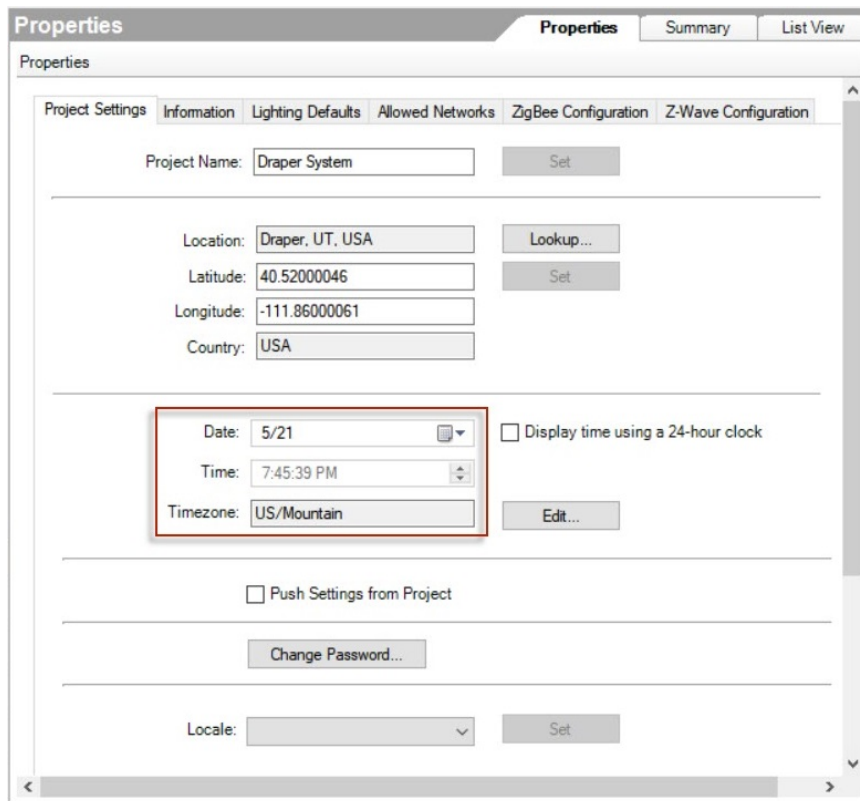 Properties
Properties Summary List View
Properties
Project Settings Information Lighting Defaults Allowed Networks ZigBee Configuration Z-Wave Configuration
Project Name: Draper System Set
Location: Draper, UT, USA Lookup...
Latitude: 40.52000046 Set
Longitude: -111.86000061
Country: USA
Date: 5/21 Display time using a 24-hour clock
Time: 7:45:39 PM
Timezone: US/Mountain Edit...
Push Settings from Project
Change Password...
Locale: Set